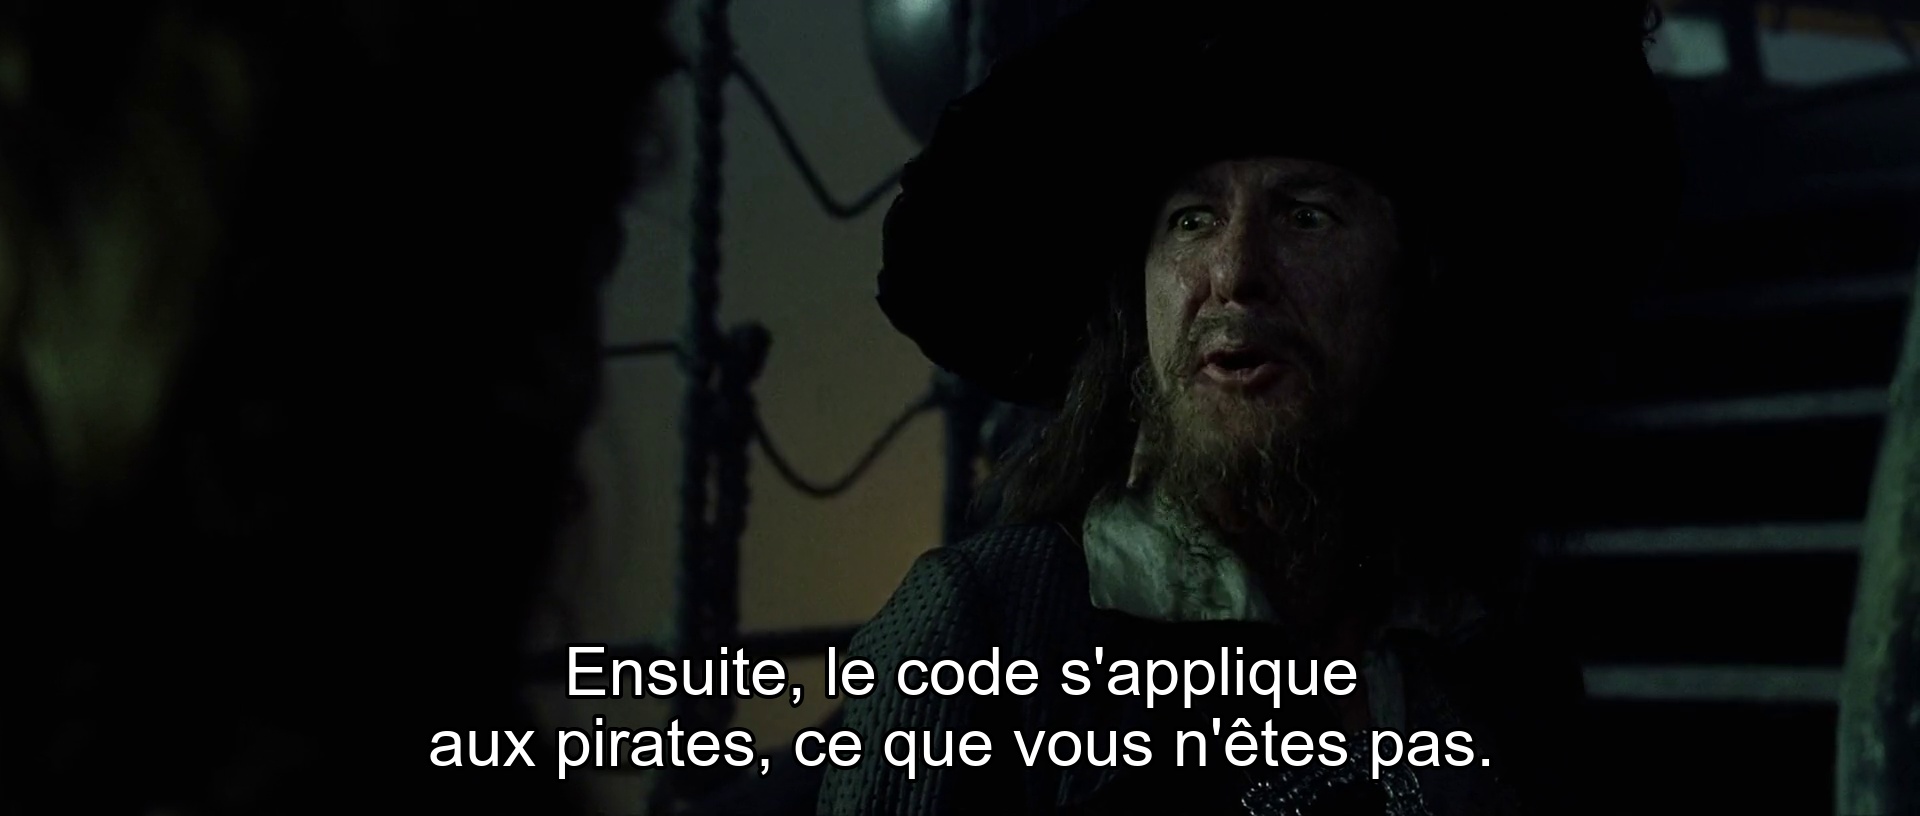 Ensuite, le code s'applique
aux pirates, ce que vous n'êtes pas.